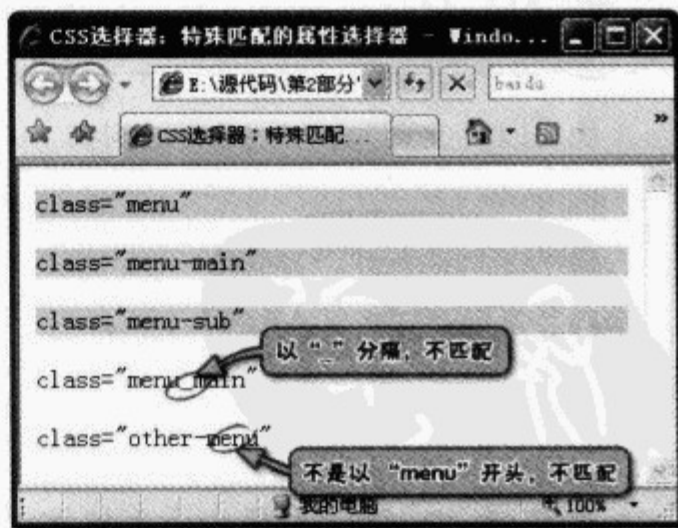 CSS选择器: 特殊匹配的属性选择器 - Windo...
E:\源代码\第2部分'
baidu
CSS选择器：特殊匹配...
class="menu"
class="menu-main"
class="menu-sub"
以 “_” 分隔，不匹配
class="menu_main"
class="other-menu"
不是以 “menu” 开头，不匹配
我的电脑
100%